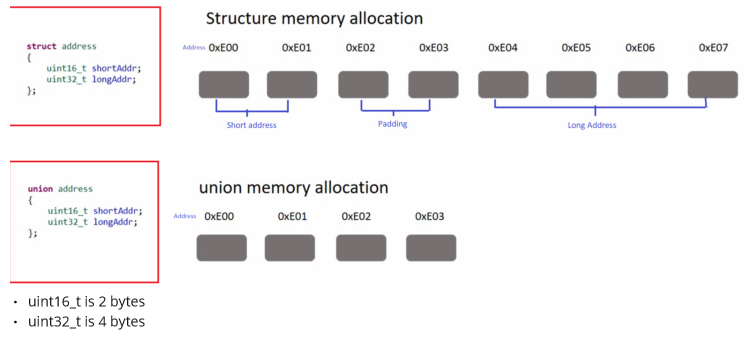 Structure memory allocation
struct address
{
uint16_t shortAddr;
uint32_t longAddr;
};
Address 0xE00 0xE01 0xE02 0xE03 0xE04 0xE05 0xE06 0xE07
Short address Padding Long Address
union memory allocation
union address
{
uint16_t shortAddr;
uint32_t longAddr;
};
Address 0xE00 0xE01 0xE02 0xE03
• uint16_t is 2 bytes
• uint32_t is 4 bytes